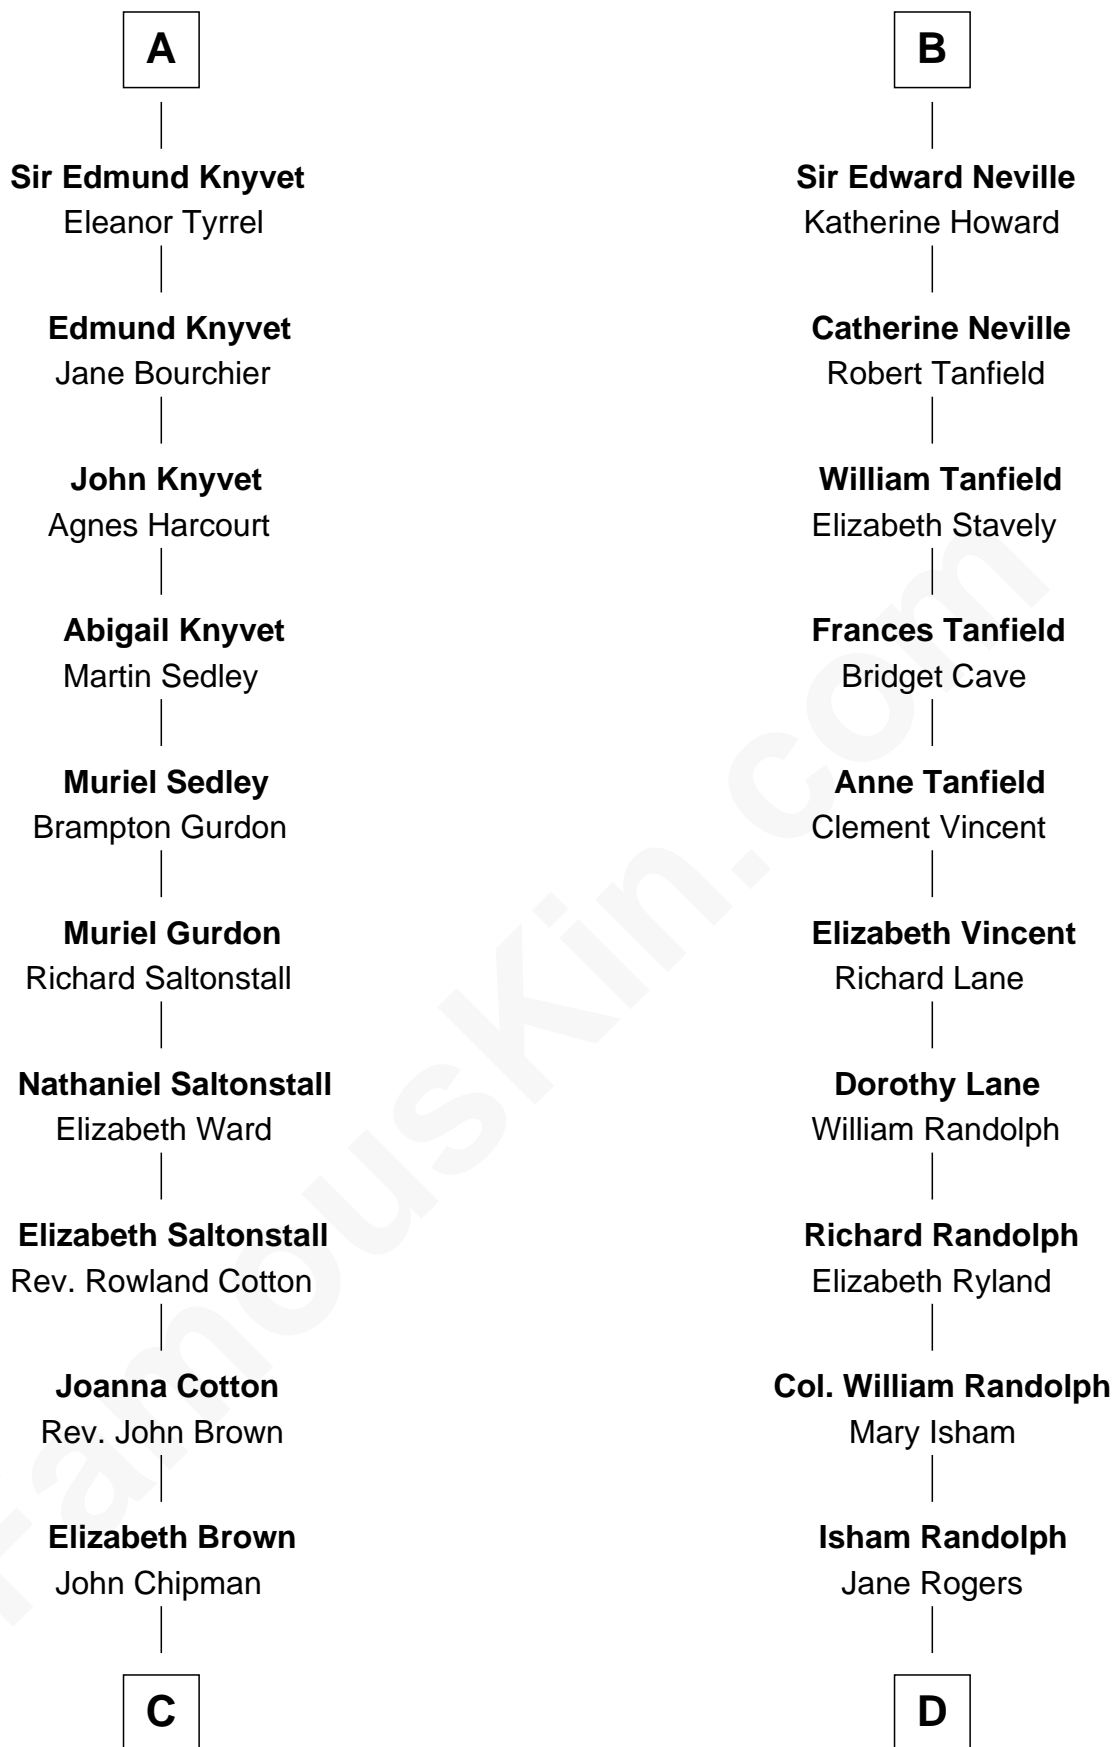 A
Sir Edmund Knyvet
Eleanor Tyrrel
Edmund Knyvet
Jane Bourchier
John Knyvet
Agnes Harcourt
Abigail Knyvet
Martin Sedley
Muriel Sedley
Brampton Gurdon
Muriel Gurdon
Richard Saltonstall
Nathaniel Saltonstall
Elizabeth Ward
Elizabeth Saltonstall
Rev. Rowland Cotton
Joanna Cotton
Rev. John Brown
Elizabeth Brown
John Chipman
C
B
Sir Edward Neville
Katherine Howard
Catherine Neville
Robert Tanfield
William Tanfield
Elizabeth Stavely
Frances Tanfield
Bridget Cave
Anne Tanfield
Clement Vincent
Elizabeth Vincent
Richard Lane
Dorothy Lane
William Randolph
Richard Randolph
Elizabeth Ryland
Col. William Randolph
Mary Isham
Isham Randolph
Jane Rogers
D
FamousKin.com